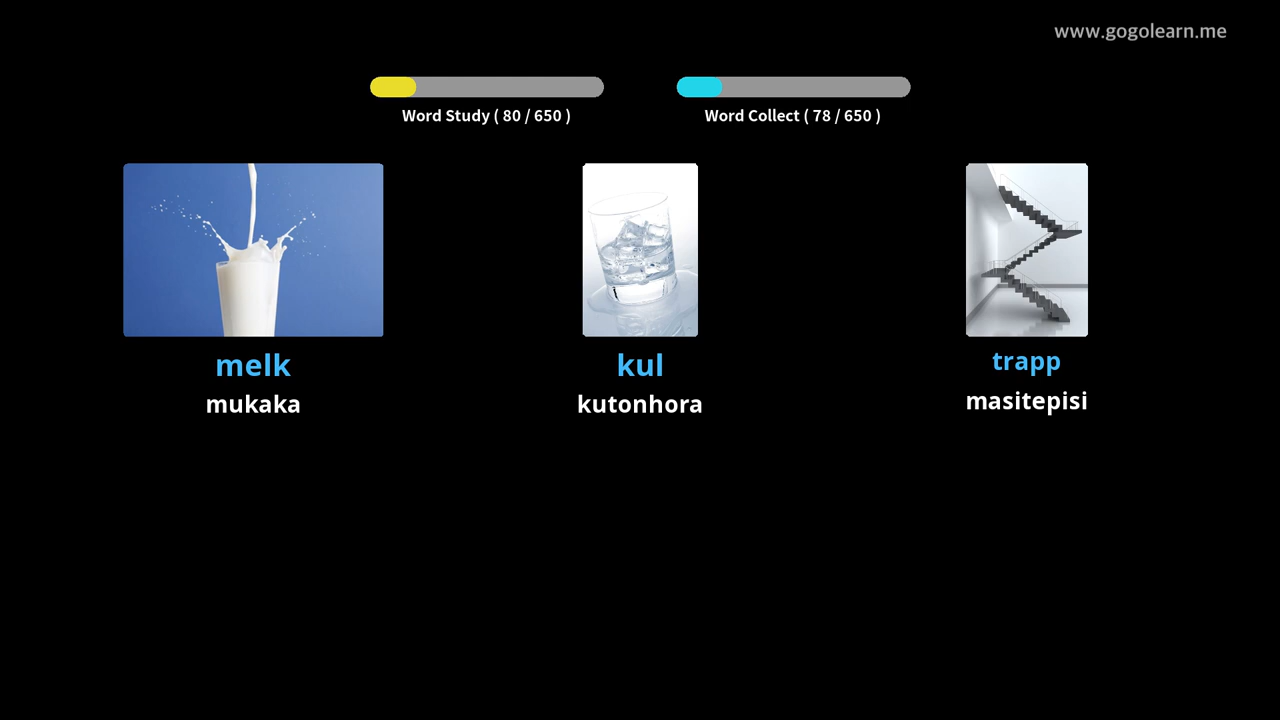 www.gogolearn.me
Word Study ( 80 / 650 )
Word Collect ( 78 / 650 )
melk
mukaka
kul
kutonhora
trapp
masitepisi